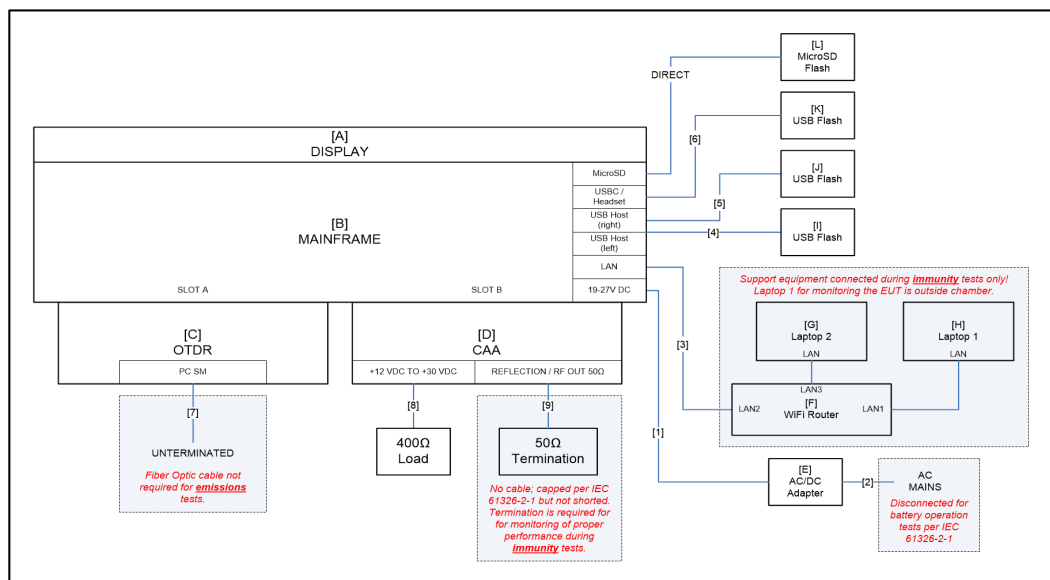 [L]
MicroSD
Flash
DIRECT
[K]
USB Flash
[6]
[A]
DISPLAY
MicroSD
USBC /
Headset
[J]
USB Flash
[5]
[B]
MAINFRAME
USB Host
(right)
USB Host
(left)
[4]
[I]
USB Flash
LAN
SLOT A
SLOT B
19-27V DC
Support equipment connected during immunity tests only!
Laptop 1 for monitoring the EUT is outside chamber.
[G]
Laptop 2
LAN
[H]
Laptop 1
LAN
[3]
[C]
OTDR
PC SM
[D]
CAA
+12 VDC TO +30 VDC
REFLECTION / RF OUT 50Ω
LAN3
[F]
WiFi Router
LAN2
LAN1
[7]
[8]
[9]
[1]
UNTERMINATED
Fiber Optic cable not
required for emissions
tests.
400Ω
Load
50Ω
Termination
No cable; capped per IEC
61326-2-1 but not shorted.
Termination is required for
for monitoring of proper
performance during
immunity tests.
[E]
AC/DC
Adapter
[2]
AC
MAINS
Disconnected for
battery operation
tests per IEC
61326-2-1